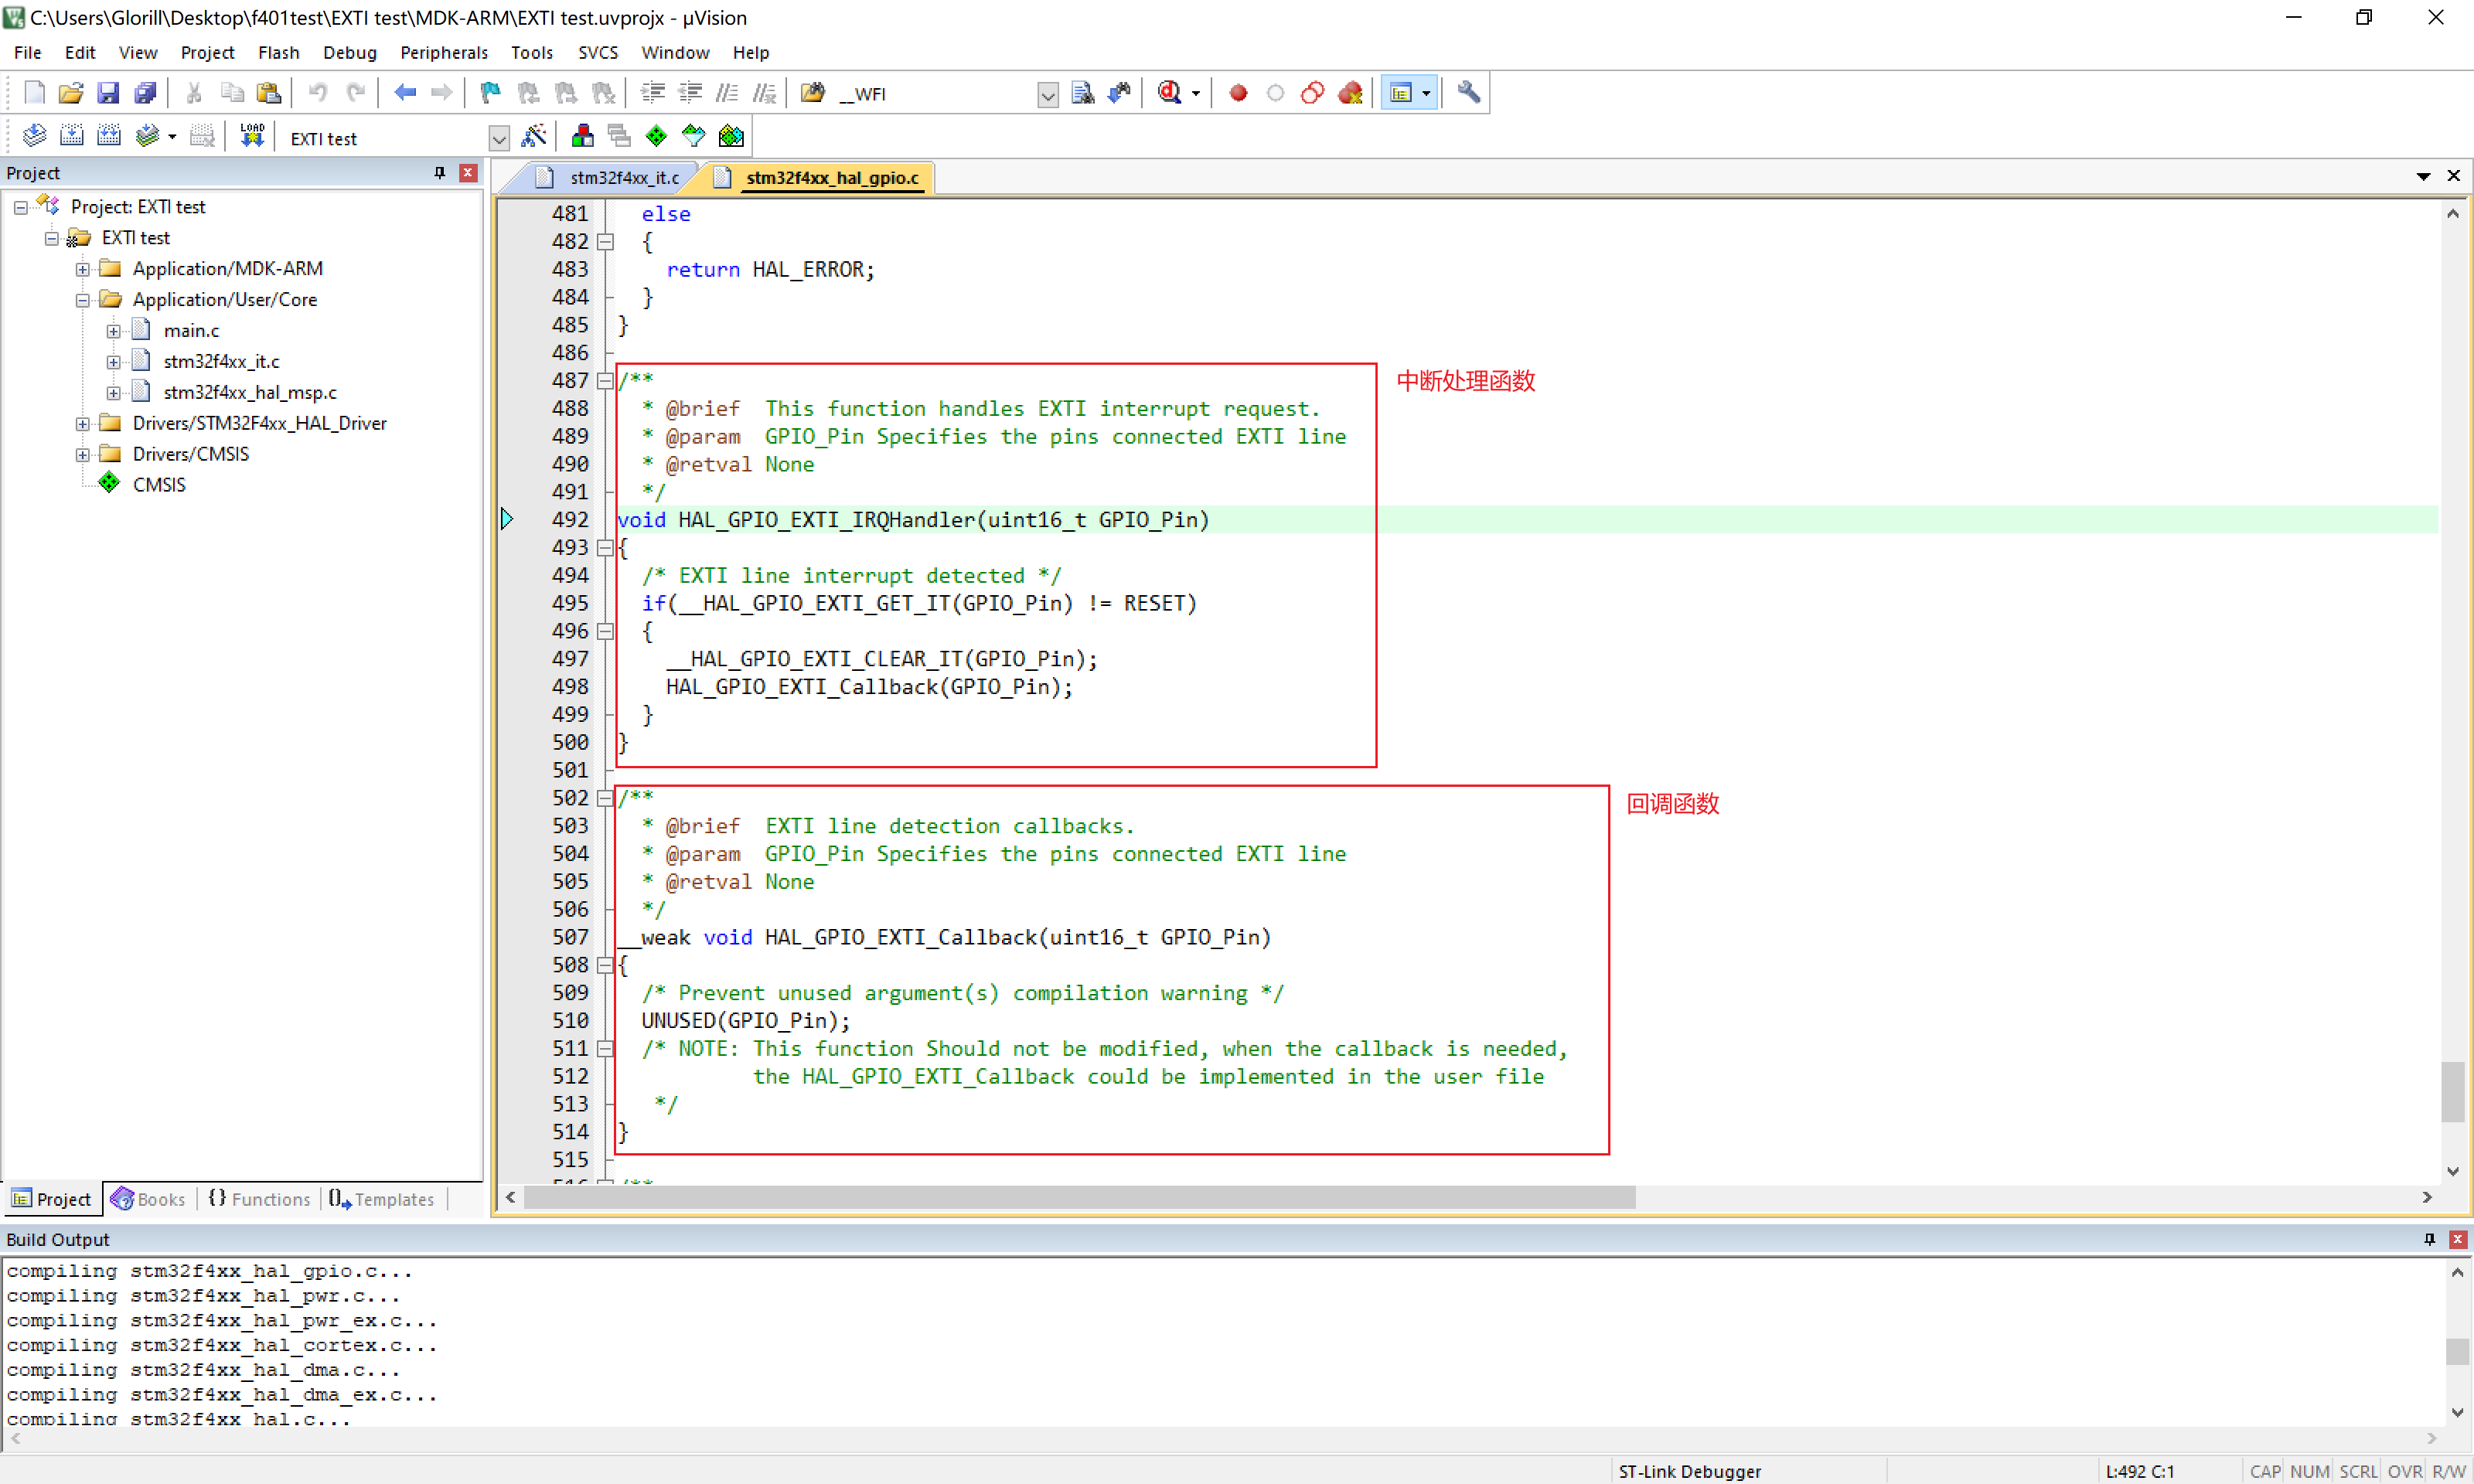 C:\Users\Glorill\Desktop\f401test\EXTI test\MDK-ARM\EXTI test.uvprojx - µVision
File Edit View Project Flash Debug Peripherals Tools SVCS Window Help
__WFI
LOAD
EXTI test
Project
stm32f4xx_it.c stm32f4xx_hal_gpio.c
Project: EXTI test
EXTI test
Application/MDK-ARM
Application/User/Core
main.c
stm32f4xx_it.c
stm32f4xx_hal_msp.c
Drivers/STM32F4xx_HAL_Driver
Drivers/CMSIS
CMSIS
481 else
482 {
483 return HAL_ERROR;
484 }
485 }
486
487 /**
中断处理函数
488 * @brief This function handles EXTI interrupt request.
489 * @param GPIO_Pin Specifies the pins connected EXTI line
490 * @retval None
491 */
492 void HAL_GPIO_EXTI_IRQHandler(uint16_t GPIO_Pin)
493 {
494 /* EXTI line interrupt detected */
495 if(__HAL_GPIO_EXTI_GET_IT(GPIO_Pin) != RESET)
496 {
497 __HAL_GPIO_EXTI_CLEAR_IT(GPIO_Pin);
498 HAL_GPIO_EXTI_Callback(GPIO_Pin);
499 }
500 }
501
502 /**
回调函数
503 * @brief EXTI line detection callbacks.
504 * @param GPIO_Pin Specifies the pins connected EXTI line
505 * @retval None
506 */
507 __weak void HAL_GPIO_EXTI_Callback(uint16_t GPIO_Pin)
508 {
509 /* Prevent unused argument(s) compilation warning */
510 UNUSED(GPIO_Pin);
511 /* NOTE: This function Should not be modified, when the callback is needed,
512 the HAL_GPIO_EXTI_Callback could be implemented in the user file
513 */
514 }
515
516 /**
Project Books {} Functions Templates
Build Output
compiling stm32f4xx_hal_gpio.c...
compiling stm32f4xx_hal_pwr.c...
compiling stm32f4xx_hal_pwr_ex.c...
compiling stm32f4xx_hal_cortex.c...
compiling stm32f4xx_hal_dma.c...
compiling stm32f4xx_hal_dma_ex.c...
compiling stm32f4xx_hal.c...
ST-Link Debugger L:492 C:1 CAP NUM SCRL OVR R/W